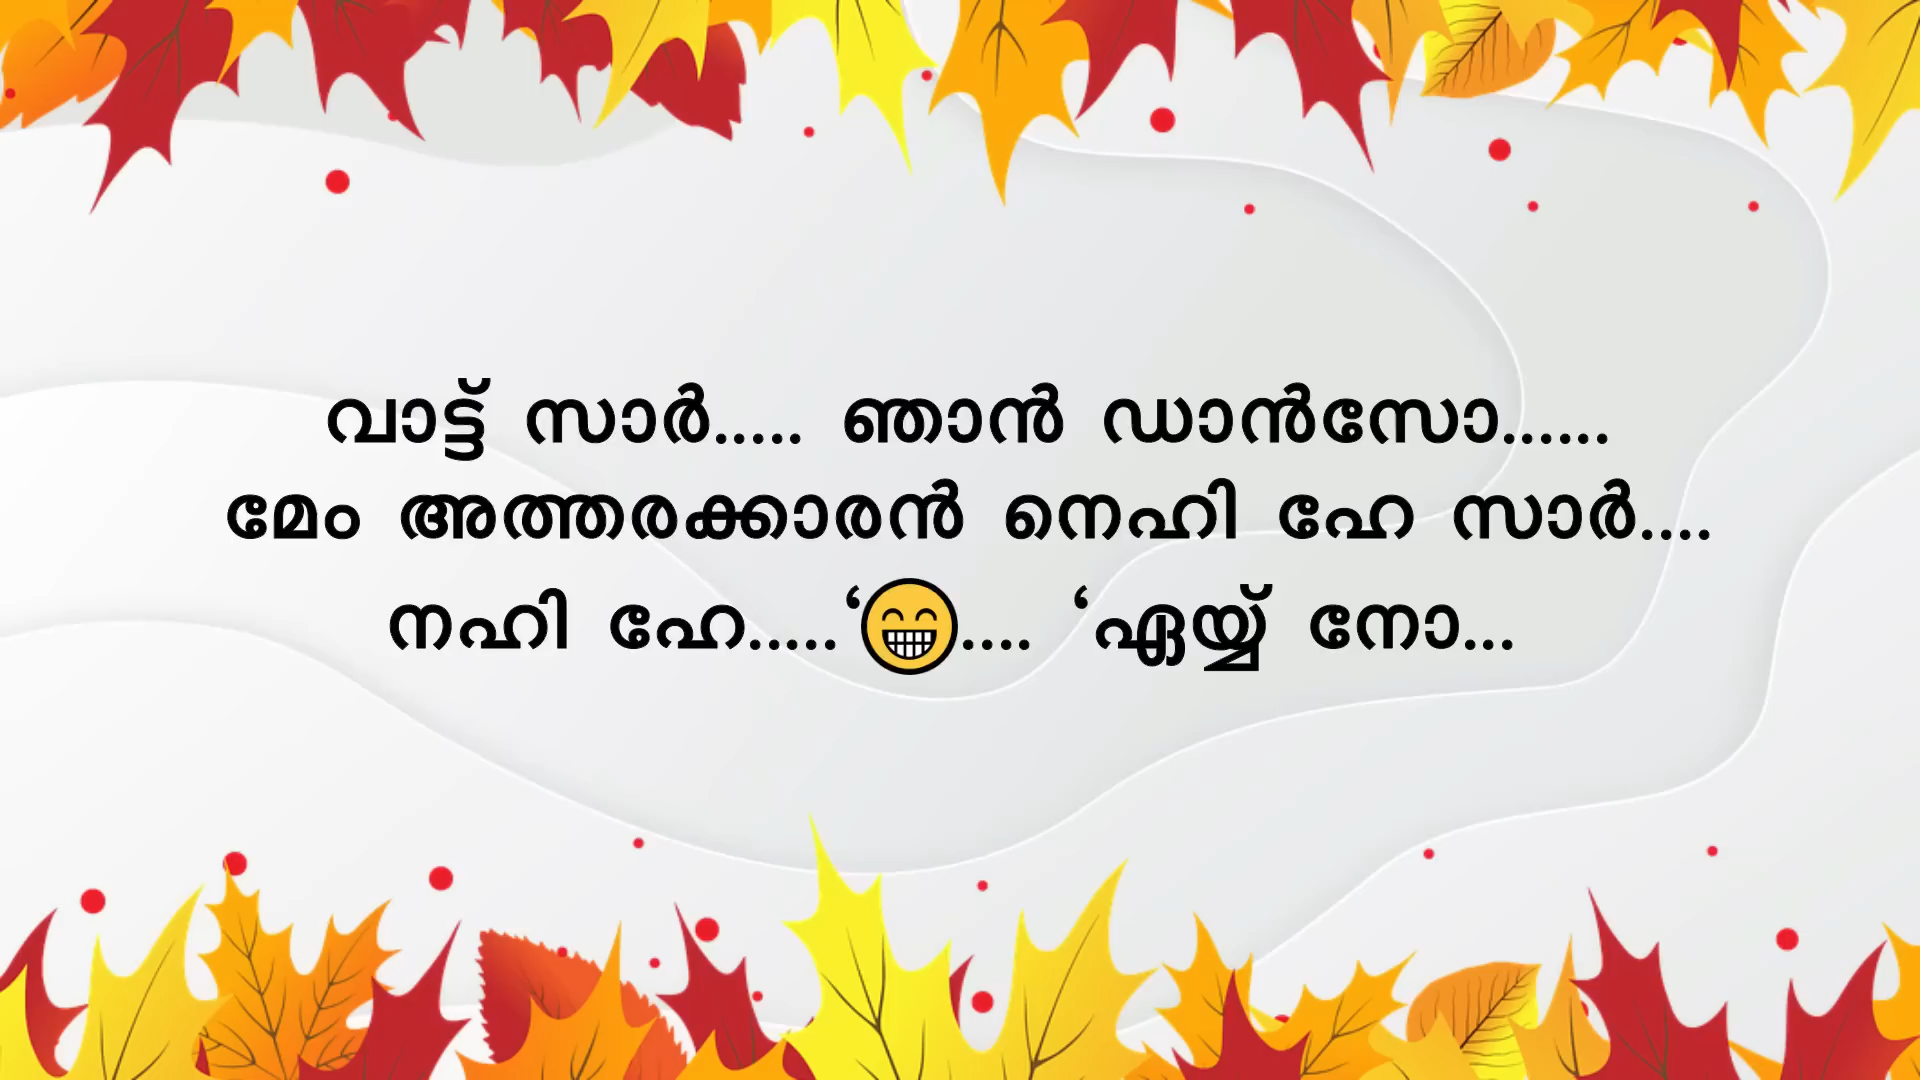 വാട്ട് സാർ..... ഞാൻ ഡാൻസോ......
മേം അത്തരക്കാരൻ നെഹി ഹേ സാർ....
നഹി ഹേ.....‘😁.... ‘ഏയ്യ് നോ...